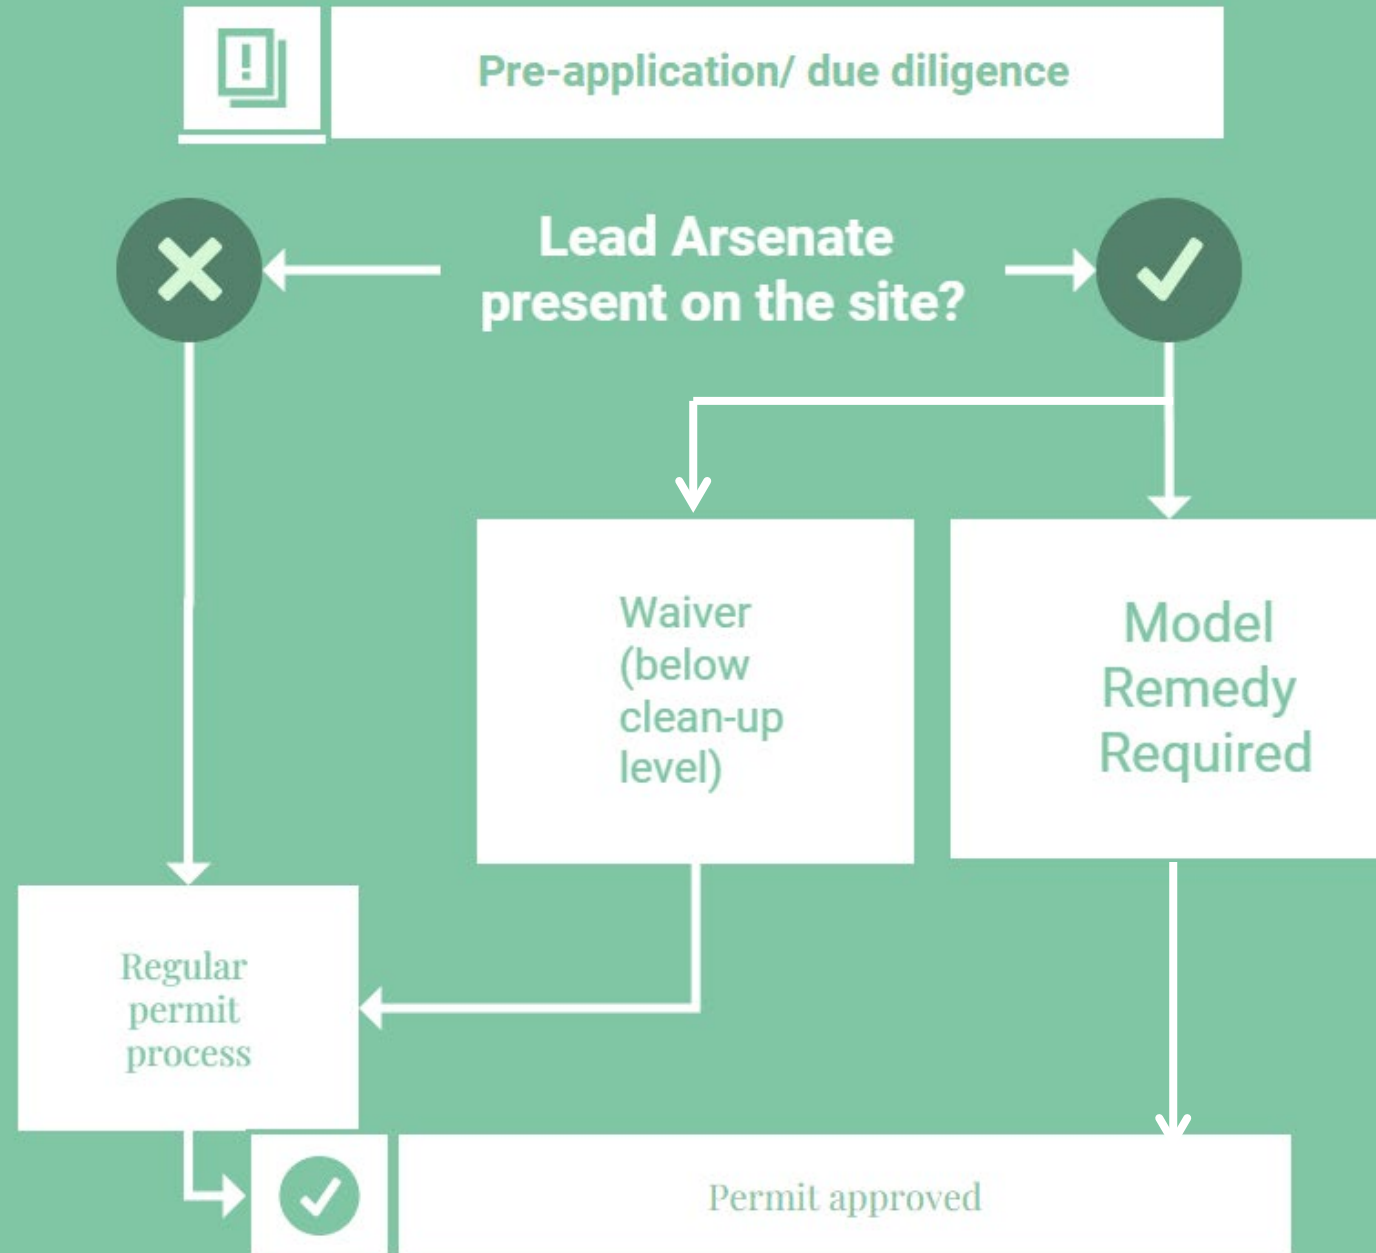 Pre-application/ due diligence
Lead Arsenate
present on the site?
Waiver
(below
clean-up
level)
Model
Remedy
Required
Regular
permit
process
Permit approved